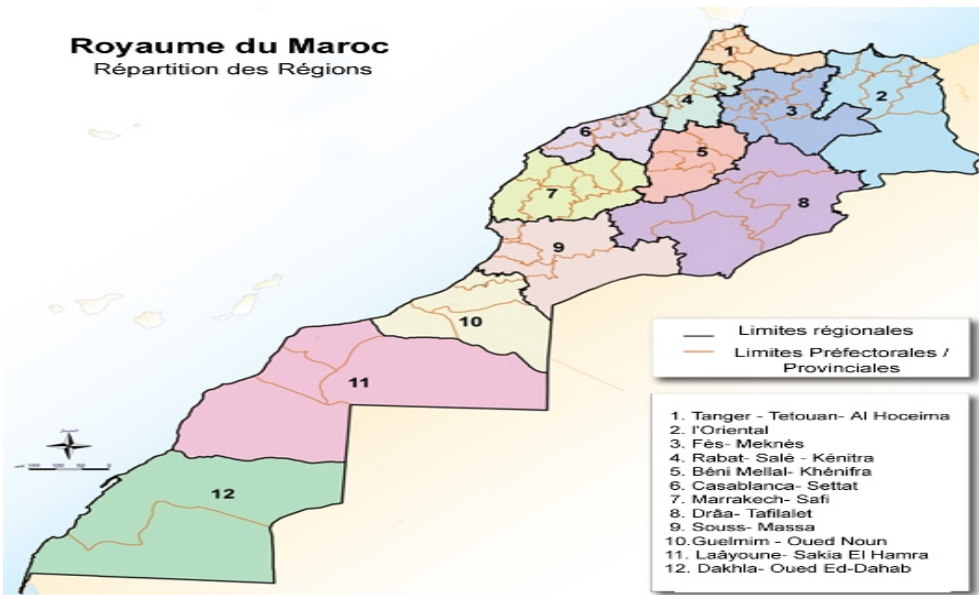 Royaume du Maroc
Répartition des Régions
1
2
3
4
5
6
7
8
9
10
11
12
Limites régionales
Limites Préfectorales /
Provinciales
1. Tanger - Tetouan- Al Hoceima
2. l'Oriental
3. Fès- Meknès
4. Rabat- Salé - Kénitra
5. Béni Mellal- Khénifra
6. Casablanca- Settat
7. Marrakech- Safi
8. Drâa- Tafilalet
9. Souss- Massa
10.Guelmim - Oued Noun
11. Laâyoune- Sakia El Hamra
12. Dakhla- Oued Ed-Dahab